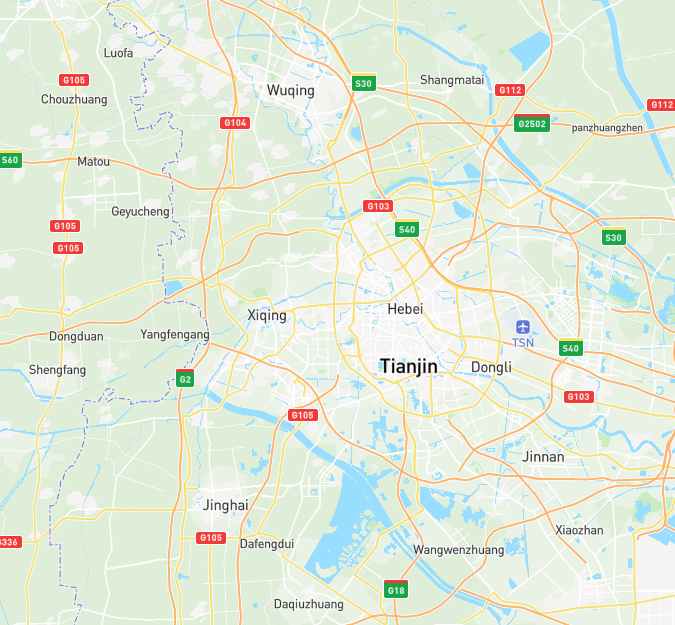 Luofa
G105
Chouzhuang
Wuqing
S30
Shangmatai
G112
G112
G104
G2502
panzhuangzhen
S60
Matou
Geyucheng
G103
G105
S40
S30
G105
Xiqing
Hebei
TSN
Dongduan
Yangfengang
S40
Shengfang
Tianjin
Dongli
G2
G103
G105
Jinnan
Jinghai
Xiaozhan
G336
G105
Dafengdui
Wangwenzhuang
G18
Daqiuzhuang